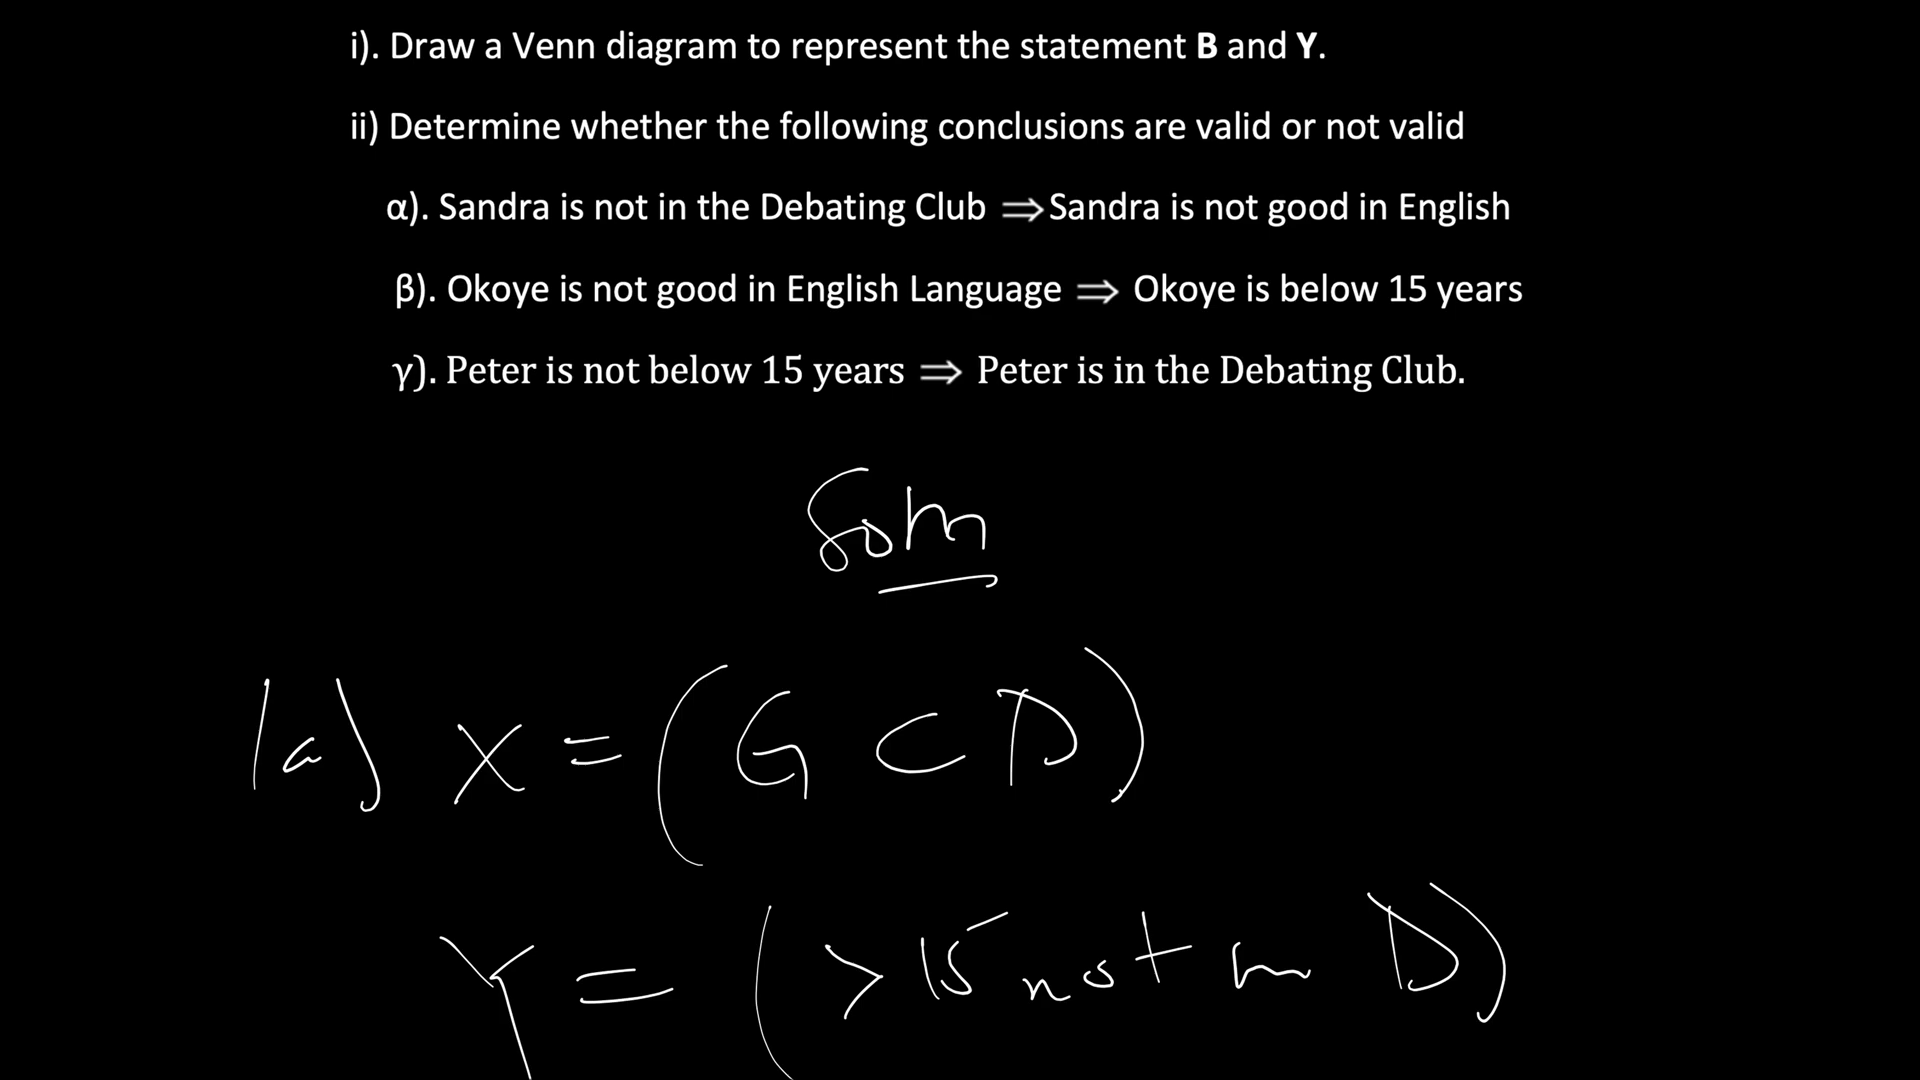 i). Draw a Venn diagram to represent the statement B and Y.
ii) Determine whether the following conclusions are valid or not valid
α). Sandra is not in the Debating Club ⇒ Sandra is not good in English
β). Okoye is not good in English Language ⇒ Okoye is below 15 years
γ). Peter is not below 15 years ⇒ Peter is in the Debating Club.
Soln
(a) X = (G ⊂ D)
Y = (> 15 not in D)